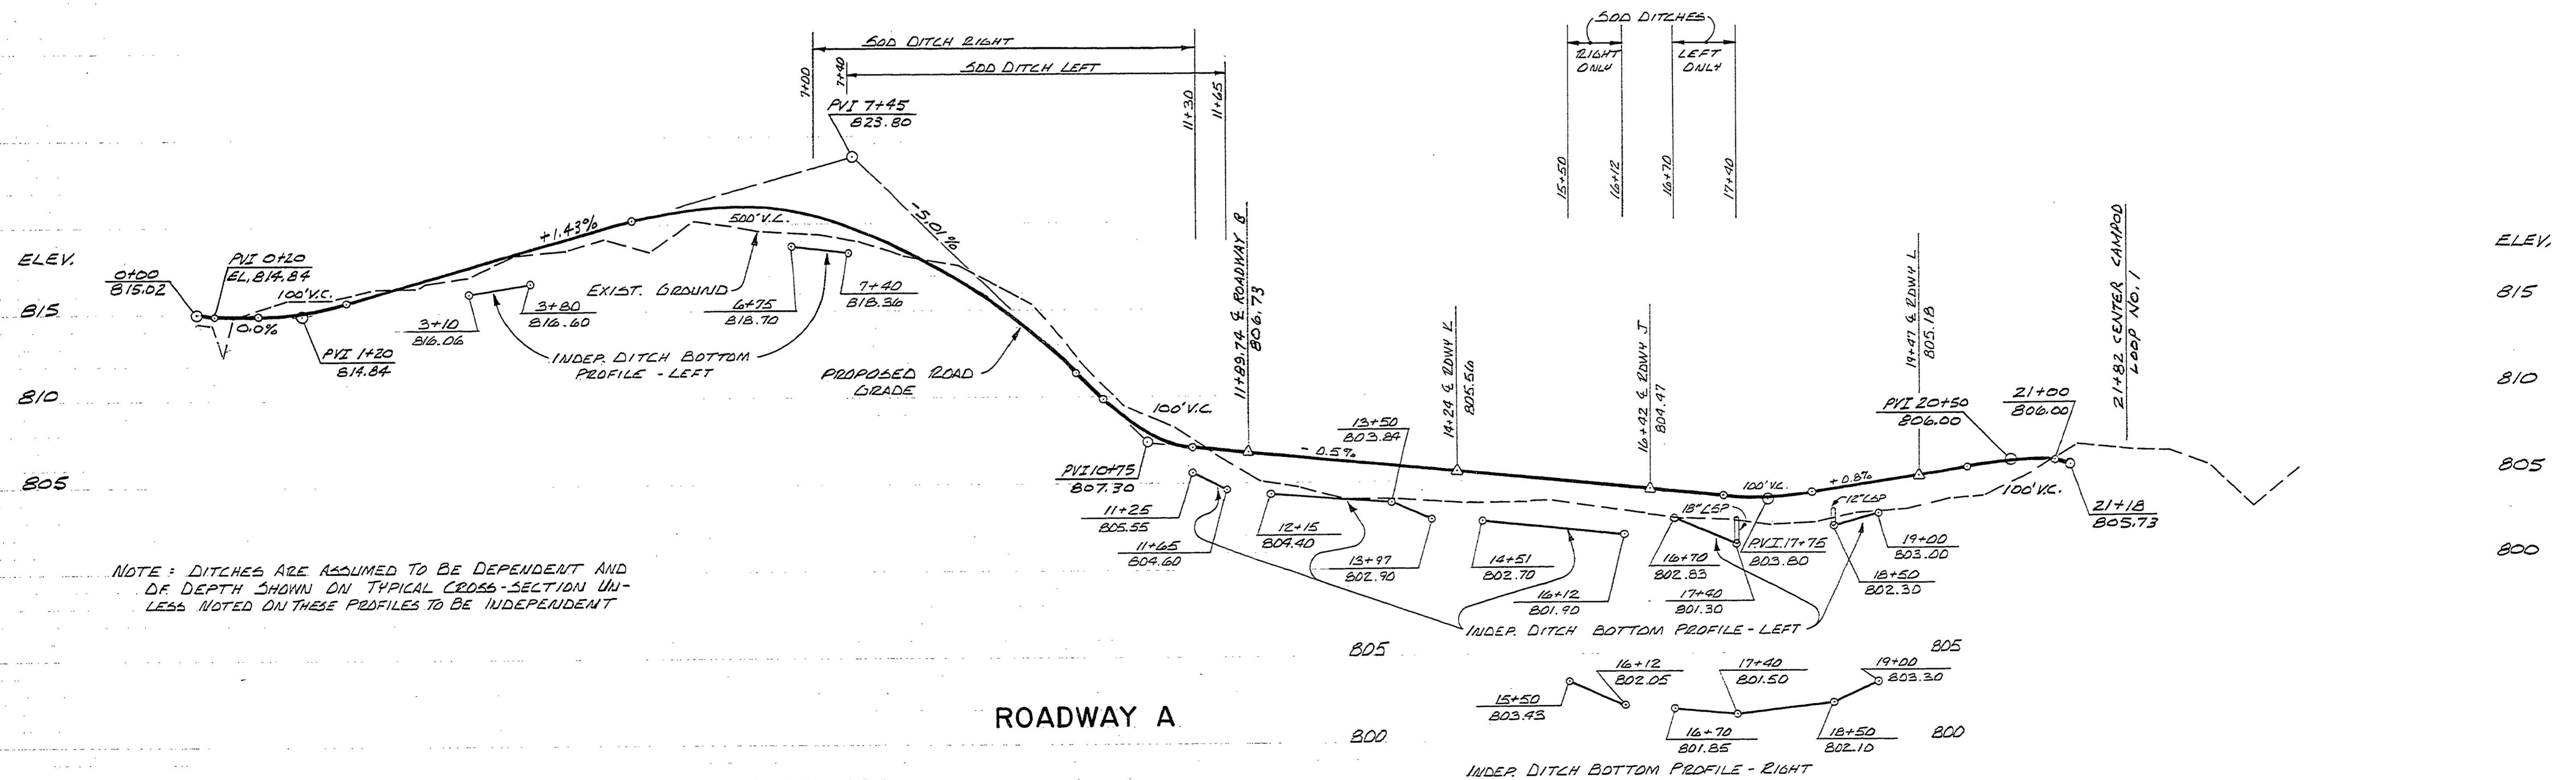 SOD DITCHES
SOD DITCH RIGHT
SOD DITCH LEFT
RIGHT
ONLY
LEFT
ONLY
7+00
7+40
11+30
11+65
15+50
16+12
16+70
17+40
PVI 7+45
823.80
+1.43%
500' V.C.
-5.01%
ELEV.
ELEV.
0+00
815.02
PVI 0+20
EL. 814.84
100' V.C.
0.0%
815
815
PVI 1+20
814.84
3+10
816.06
3+80
816.60
EXIST. GROUND
6+75
818.70
7+40
818.36
INDEP. DITCH BOTTOM
PROFILE - LEFT
PROPOSED ROAD
GRADE
11+89.74 ₵ ROADWAY B
806.73
14+24 ₵ RDWY K
805.56
16+42 ₵ RDWY J
804.47
19+47 ₵ RDWY L
805.18
21+82 CENTER CAMPOD
LOOP NO. 1
810
810
100' V.C.
13+50
803.84
- 0.5%
PVI 20+50
806.00
21+00
806.00
805
805
PVI 10+75
807.30
11+25
805.55
11+65
804.60
12+15
804.40
13+97
802.90
14+51
802.70
16+12
801.90
18" CSP
100' V.C.
+ 0.8%
12" CSP
100' V.C.
16+70
802.83
17+40
801.30
P.V.I. 17+75
803.80
18+50
802.30
19+00
803.00
21+18
805.73
800
NOTE: DITCHES ARE ASSUMED TO BE DEPENDENT AND
OF DEPTH SHOWN ON TYPICAL CROSS-SECTION UN-
LESS NOTED ON THESE PROFILES TO BE INDEPENDENT
INDEP. DITCH BOTTOM PROFILE - LEFT
805
805
15+50
803.43
16+12
802.05
17+40
801.50
19+00
803.30
ROADWAY A
800
16+70
801.85
18+50
802.10
800
INDEP. DITCH BOTTOM PROFILE - RIGHT